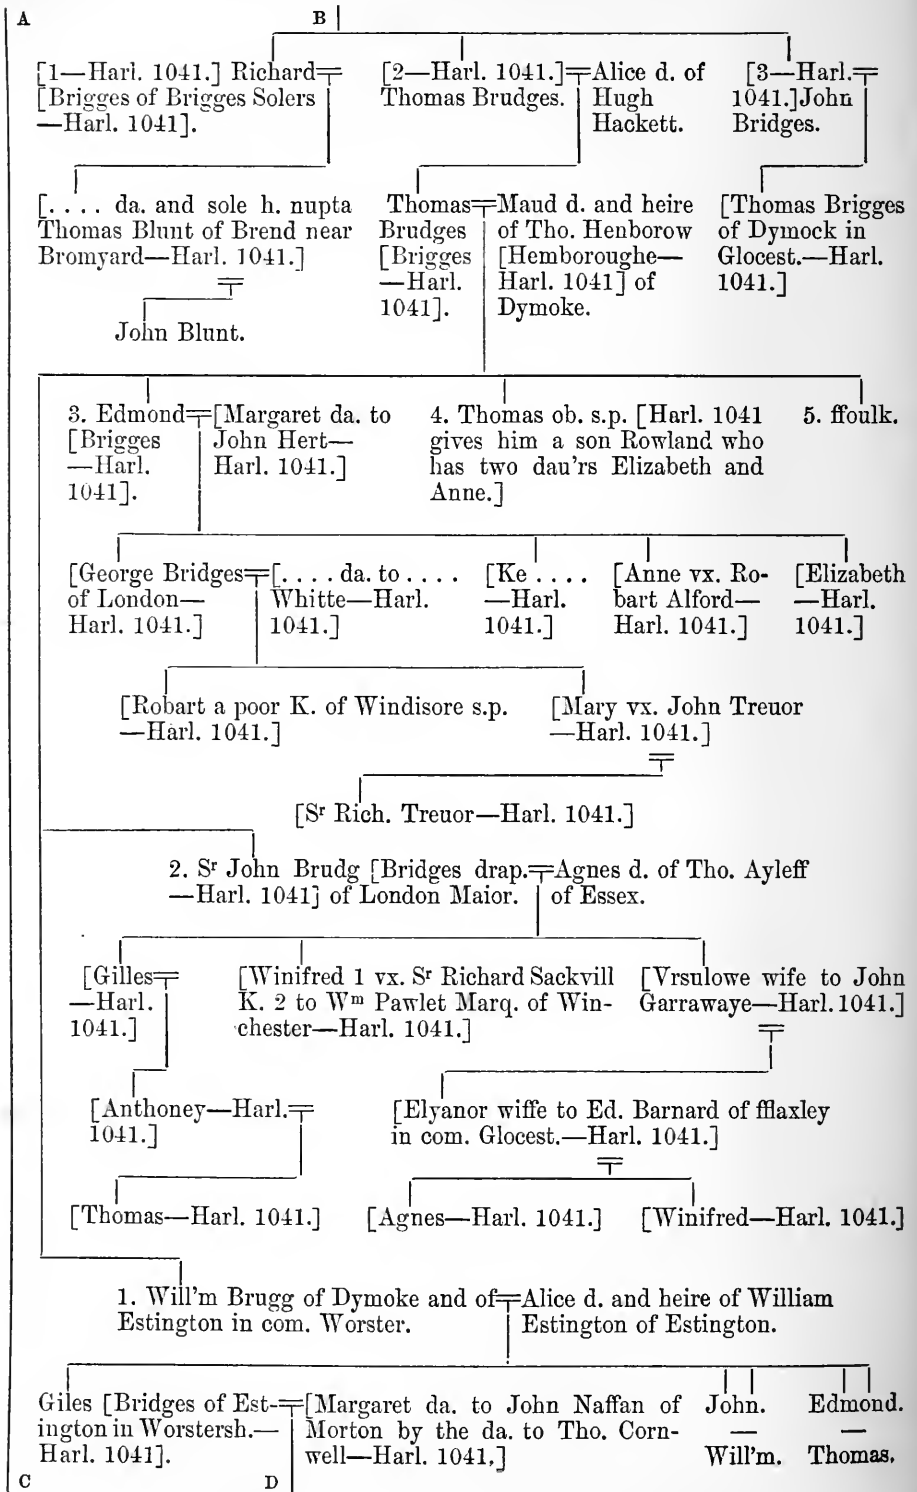 A B
[1—Harl. 1041.] Richard
[Brigges of Brigges Solers
—Harl. 1041].
[2—Harl. 1041.]
Thomas Brudges.
Alice d. of
Hugh
Hackett.
[3—Harl.
1041.] John
Bridges.
[. . . . da. and sole h. nupta
Thomas Blunt of Brend near
Bromyard—Harl. 1041.]
John Blunt.
Thomas
Brudges
[Brigges
—Harl.
1041].
Maud d. and heire
of Tho. Henborow
[Hemboroughe—
Harl. 1041] of
Dymoke.
[Thomas Brigges
of Dymock in
Glocest.—Harl.
1041.]
3. Edmond
[Brigges
—Harl.
1041].
[Margaret da. to
John Hert—
Harl. 1041.]
4. Thomas ob. s.p. [Harl. 1041
gives him a son Rowland who
has two dau'rs Elizabeth and
Anne.]
5. ffoulk.
[George Bridges
of London—
Harl. 1041.]
[. . . . da. to . . . .
Whitte—Harl.
1041.]
[Ke . . . .
—Harl.
1041.]
[Anne vx. Ro-
bart Alford—
Harl. 1041.]
[Elizabeth
—Harl.
1041.]
[Robart a poor K. of Windisore s.p.
—Harl. 1041.]
[Mary vx. John Treuor
—Harl. 1041.]
[Sʳ Rich. Treuor—Harl. 1041.]
2. Sʳ John Brudg [Bridges drap.
—Harl. 1041] of London Maior.
Agnes d. of Tho. Ayleff
of Essex.
[Gilles
—Harl.
1041.]
[Winifred 1 vx. Sʳ Richard Sackvill
K. 2 to Wᵐ Pawlet Marq. of Win-
chester—Harl. 1041.]
[Vrsulowe wife to John
Garrawaye—Harl. 1041.]
[Anthoney—Harl.
1041.]
[Elyanor wiffe to Ed. Barnard of fflaxley
in com. Glocest.—Harl. 1041.]
[Thomas—Harl. 1041.]
[Agnes—Harl. 1041.]
[Winifred—Harl. 1041.]
1. Will'm Brugg of Dymoke and of
Estington in com. Worster.
Alice d. and heire of William
Estington of Estington.
Giles [Bridges of Est-
ington in Worstersh.—
Harl. 1041].
[Margaret da. to John Naffan of
Morton by the da. to Tho. Corn-
well—Harl. 1041.]
John.
—
Will'm.
Edmond.
—
Thomas.
C D